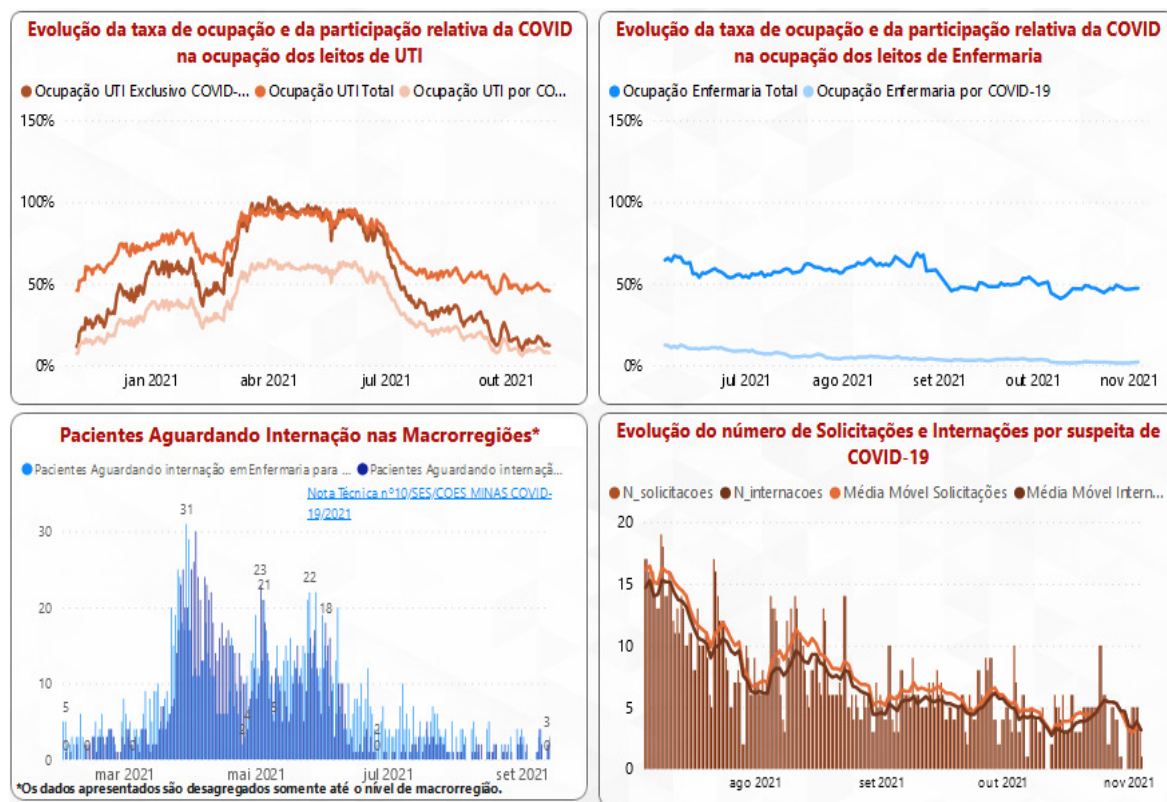 Evolução da taxa de ocupação e da participação relativa da COVID
na ocupação dos leitos de UTI
Ocupação UTI Exclusivo COVID-... Ocupação UTI Total Ocupação UTI por CO...
150%
100%
50%
0%
jan 2021 abr 2021 jul 2021 out 2021
Evolução da taxa de ocupação e da participação relativa da COVID
na ocupação dos leitos de Enfermaria
Ocupação Enfermaria Total Ocupação Enfermaria por COVID-19
150%
100%
50%
0%
jul 2021 ago 2021 set 2021 out 2021 nov 2021
Pacientes Aguardando Internação nas Macrorregiões*
Pacientes Aguardando internação em Enfermaria para ... Pacientes Aguardando internaçã...
Nota Técnica nº10/SES/COES MINAS COVID-
19/2021
30
20
10
0
31
23
21
22
18
5
0
0
0
2
0
3
0
mar 2021 mai 2021 jul 2021 set 2021
*Os dados apresentados são desagregados somente até o nível de macrorregião.
Evolução do número de Solicitações e Internações por suspeita de
COVID-19
N_solicitacoes N_internacoes Média Móvel Solicitações Média Móvel Intern...
20
15
10
5
0
ago 2021 set 2021 out 2021 nov 2021